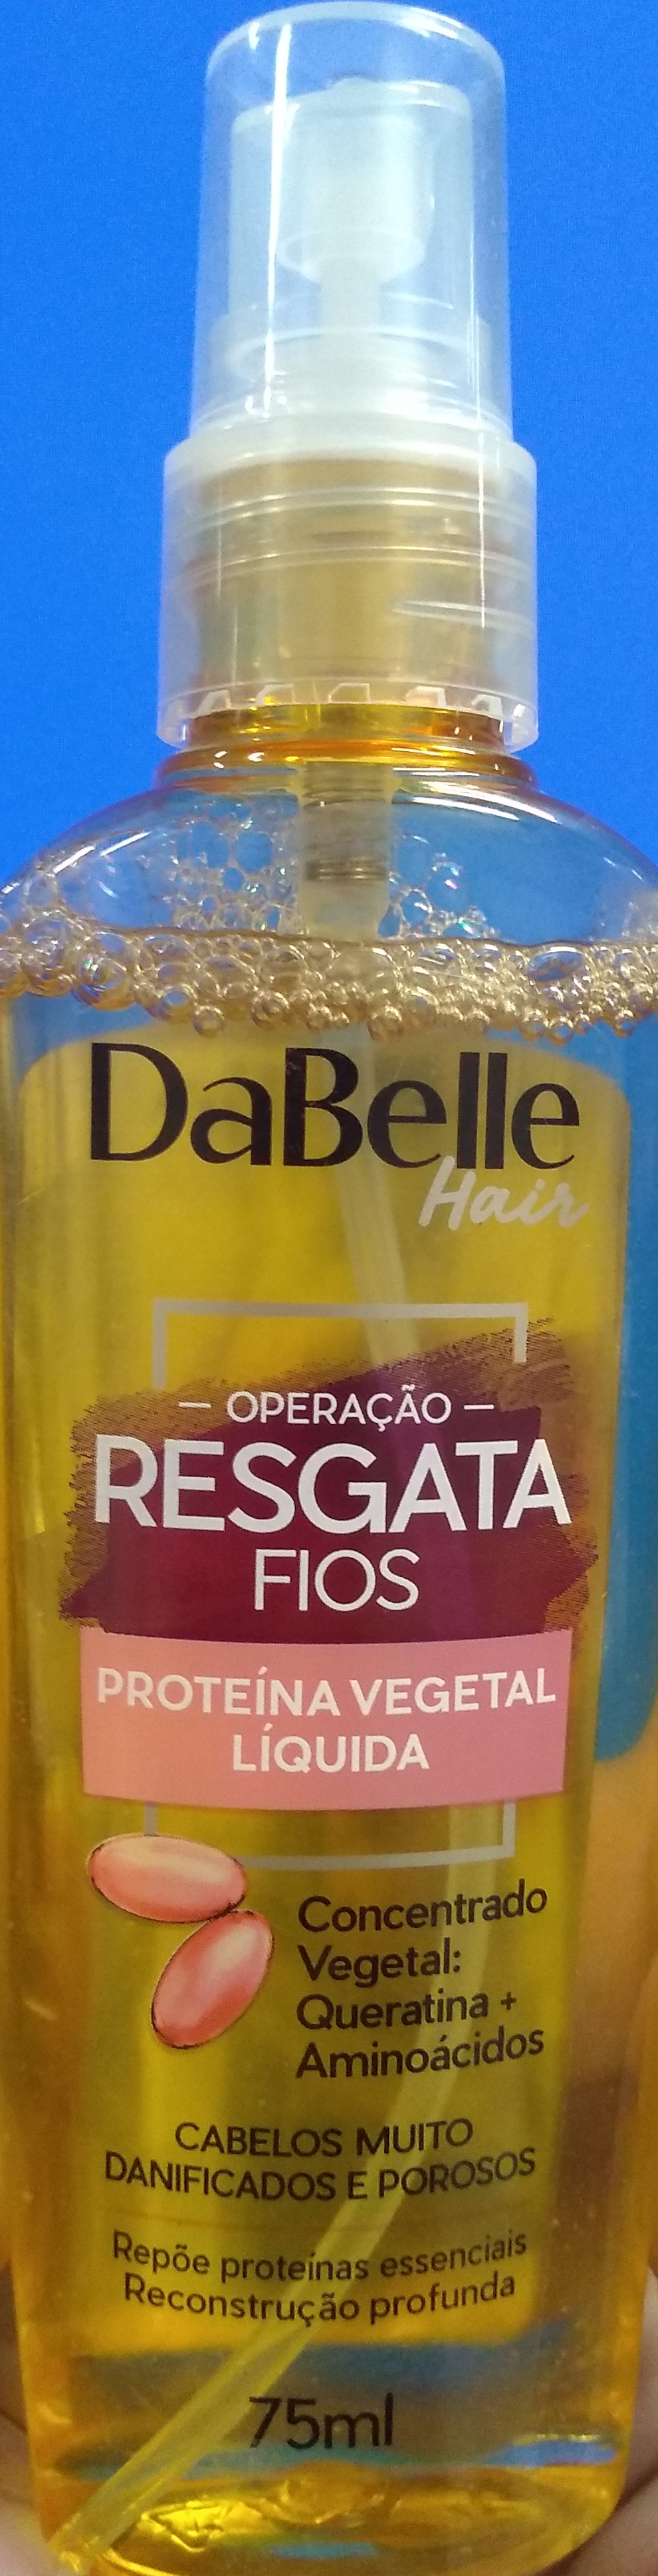 DaBelle
Hair
— OPERAÇÃO —
RESGATA
FIOS
PROTEÍNA VEGETAL
LÍQUIDA
Concentrado
Vegetal:
Queratina +
Aminoácidos
CABELOS MUITO
DANIFICADOS E POROSOS
Repõe proteínas essenciais
Reconstrução profunda
75ml